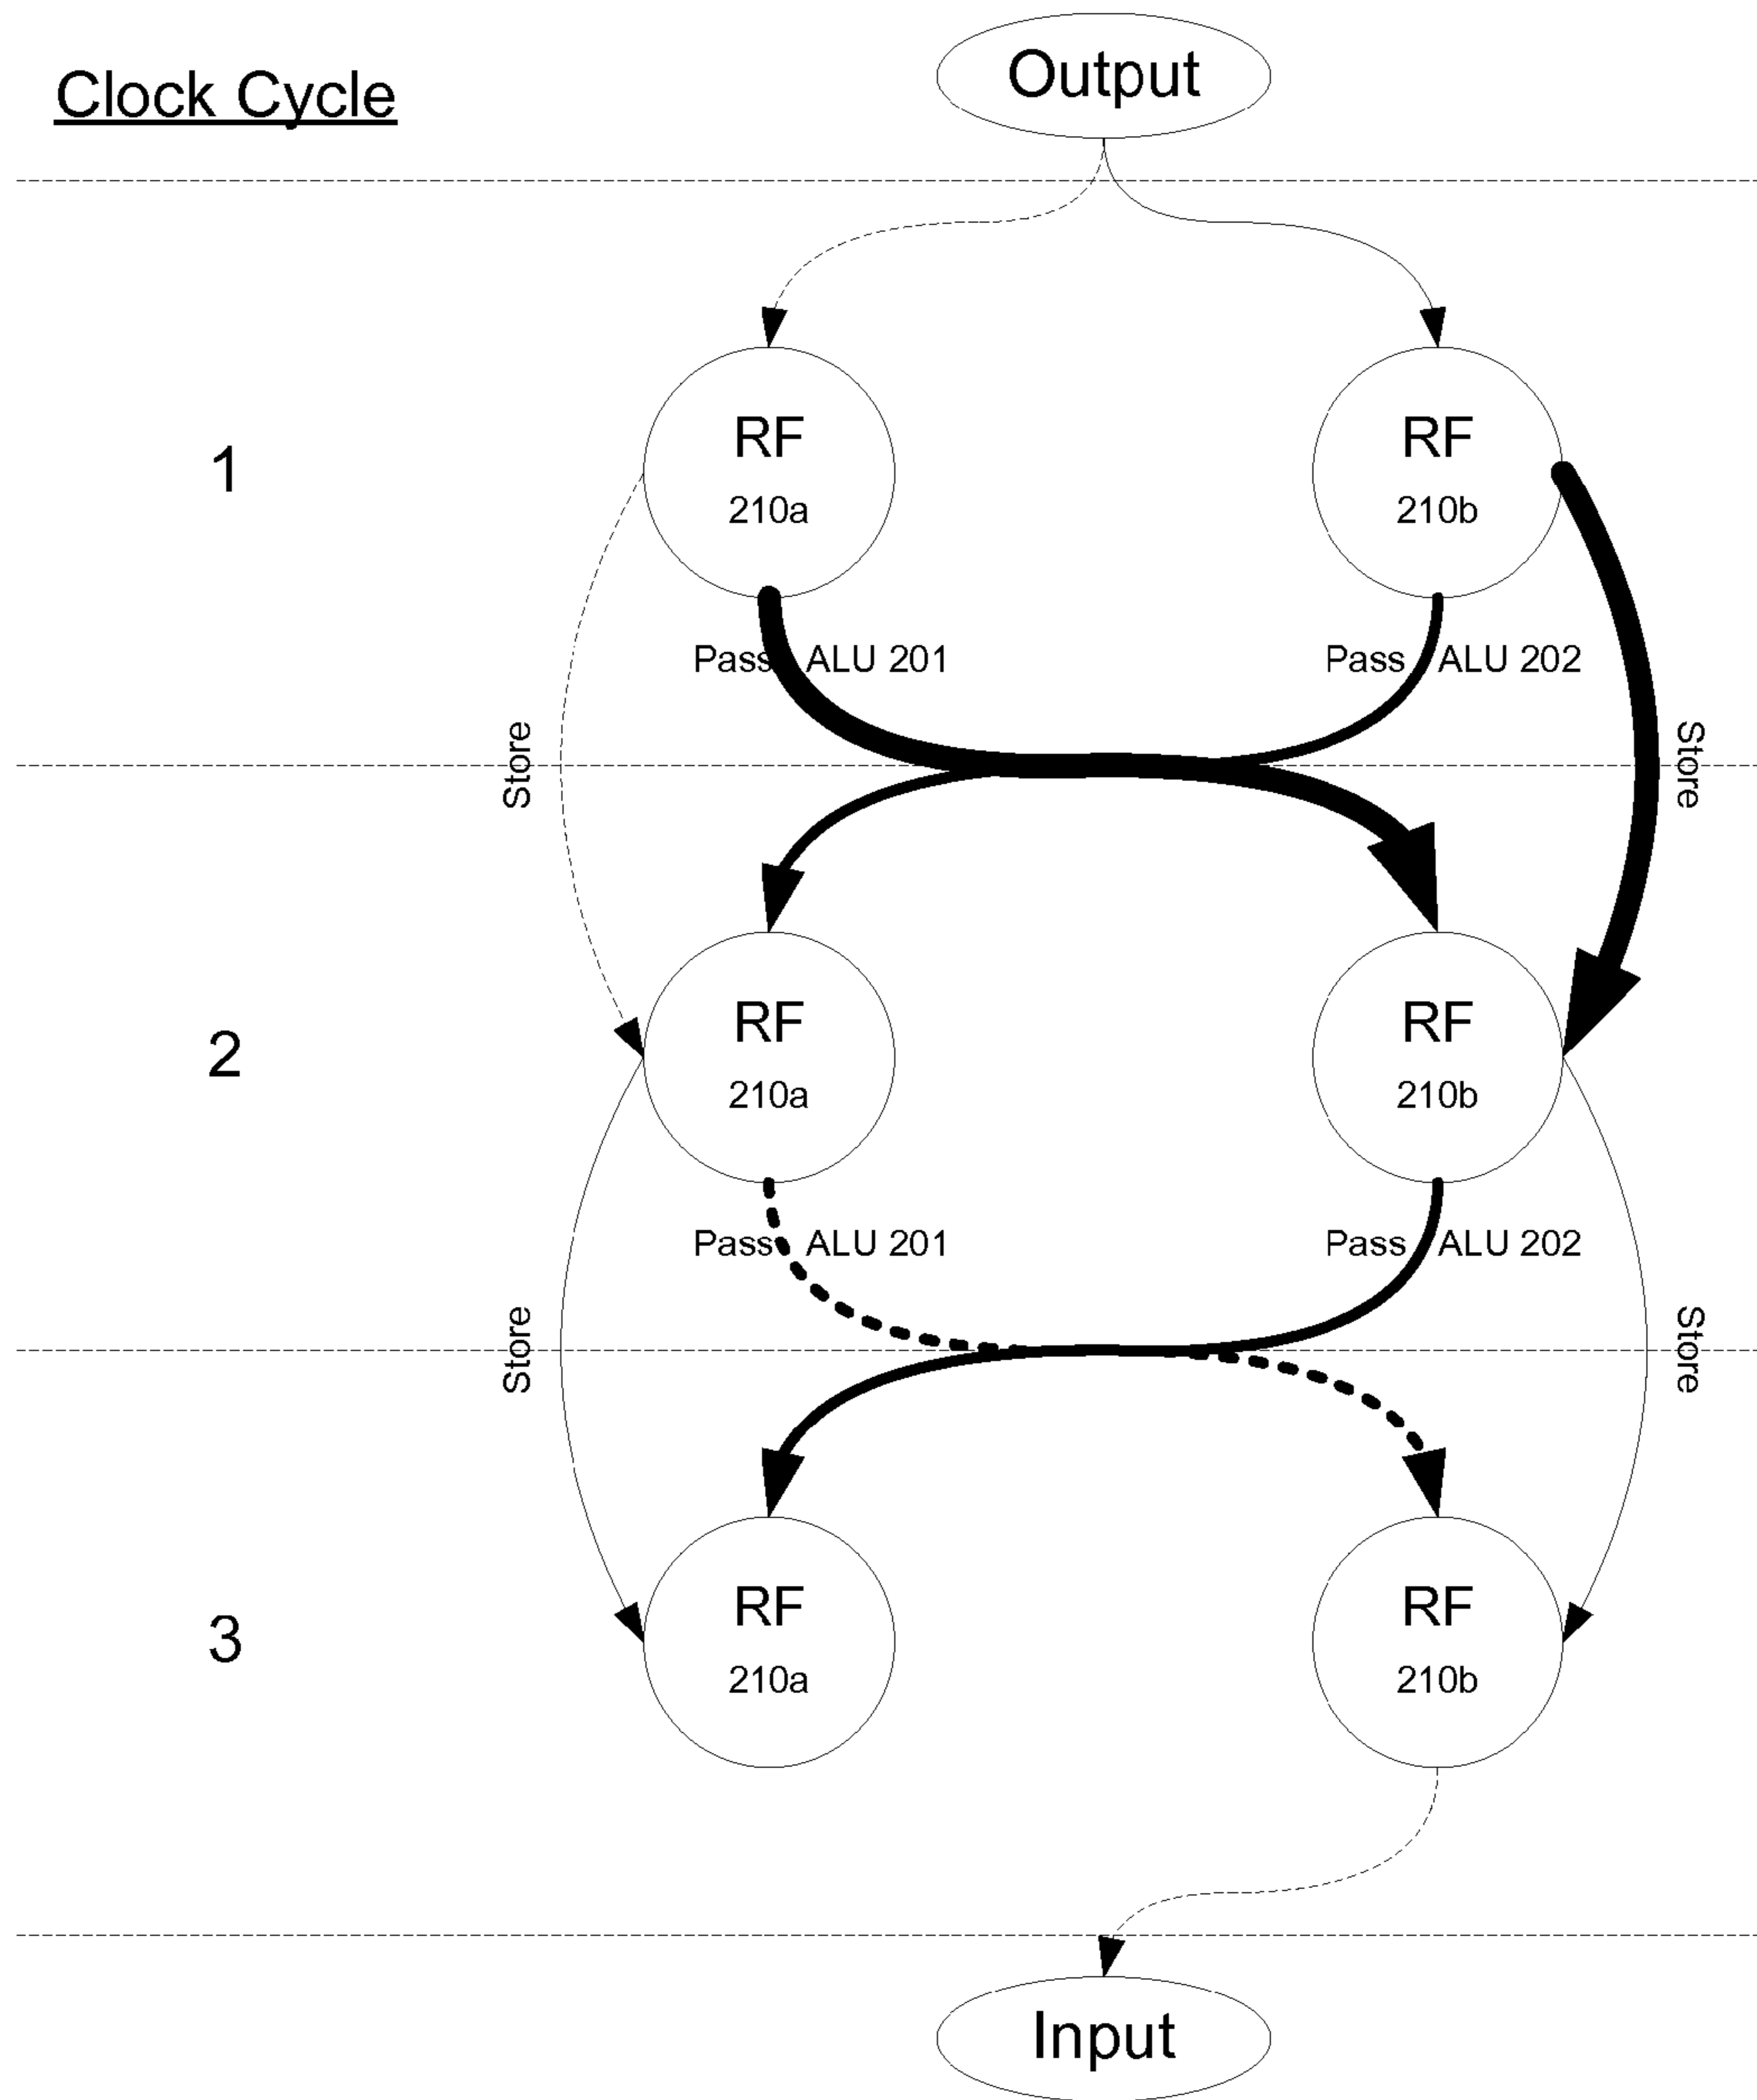 Output
Clock Cycle
1
RF
210a
RF
210b
Pass ALU 201
Pass ALU 202
Store
Store
2
RF
210a
RF
210b
Pass ALU 201
Pass ALU 202
Store
Store
3
RF
210a
RF
210b
Input